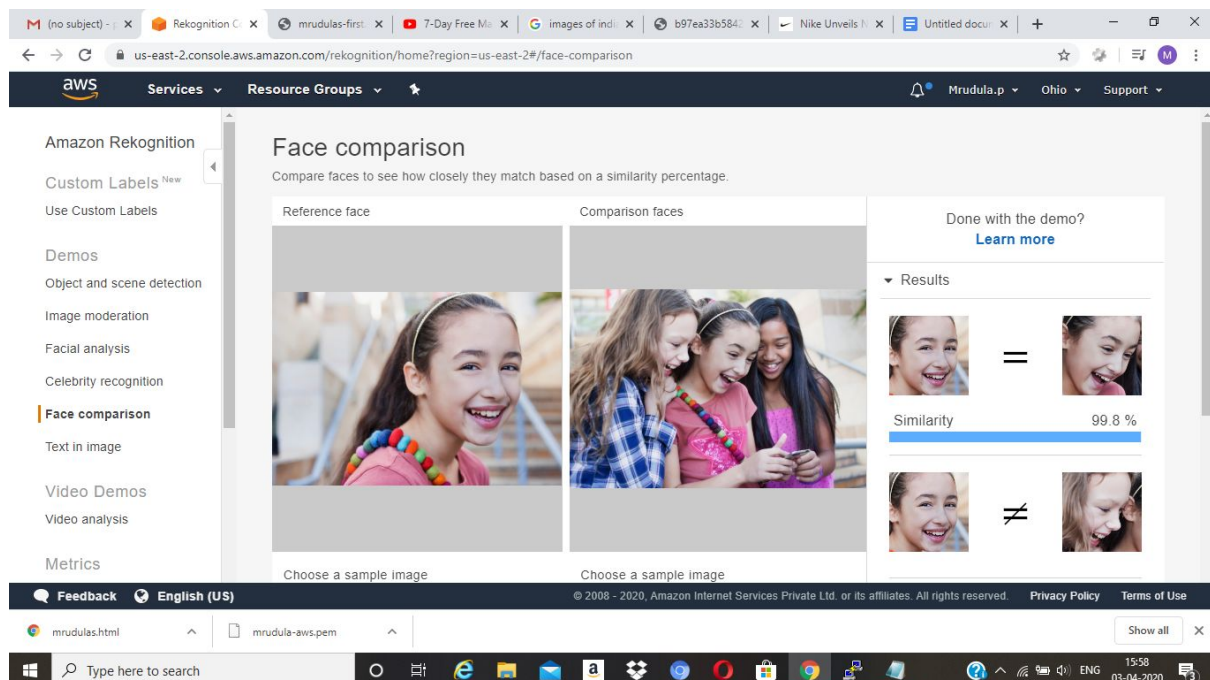 (no subject) - p
Rekognition Co
mrudulas-first.
7-Day Free Ma
images of indi
b97ea33b5842
Nike Unveils N
Untitled docum
us-east-2.console.aws.amazon.com/rekognition/home?region=us-east-2#/face-comparison
M
aws
Services
Resource Groups
Mrudula.p
Ohio
Support
Amazon Rekognition
Custom Labels New
Use Custom Labels
Demos
Object and scene detection
Image moderation
Facial analysis
Celebrity recognition
Face comparison
Text in image
Video Demos
Video analysis
Metrics
Face comparison
Compare faces to see how closely they match based on a similarity percentage.
Reference face
Comparison faces
Choose a sample image
Choose a sample image
Done with the demo?
Learn more
Results
=
Similarity 99.8 %
≠
Feedback
English (US)
© 2008 - 2020, Amazon Internet Services Private Ltd. or its affiliates. All rights reserved.
Privacy Policy
Terms of Use
mrudulas.html
mrudula-aws.pem
Show all
Type here to search
a
ENG
15:58
03-04-2020
3